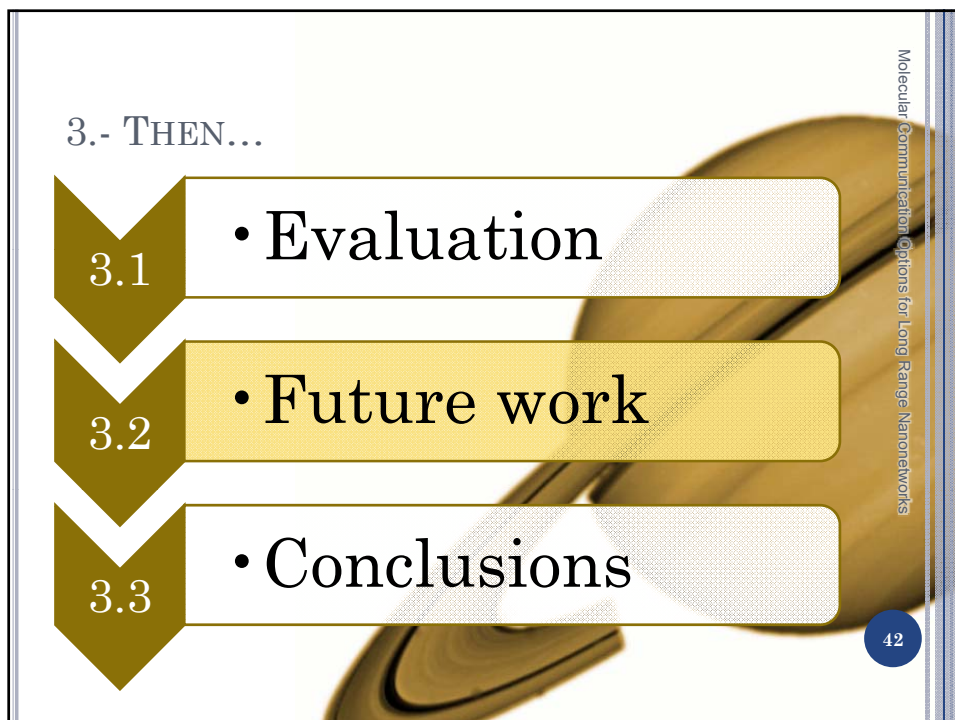 3.- THEN...
3.1
• Evaluation
3.2
• Future work
3.3
• Conclusions
Molecular Communication Options for Long Range Nanonetworks
42